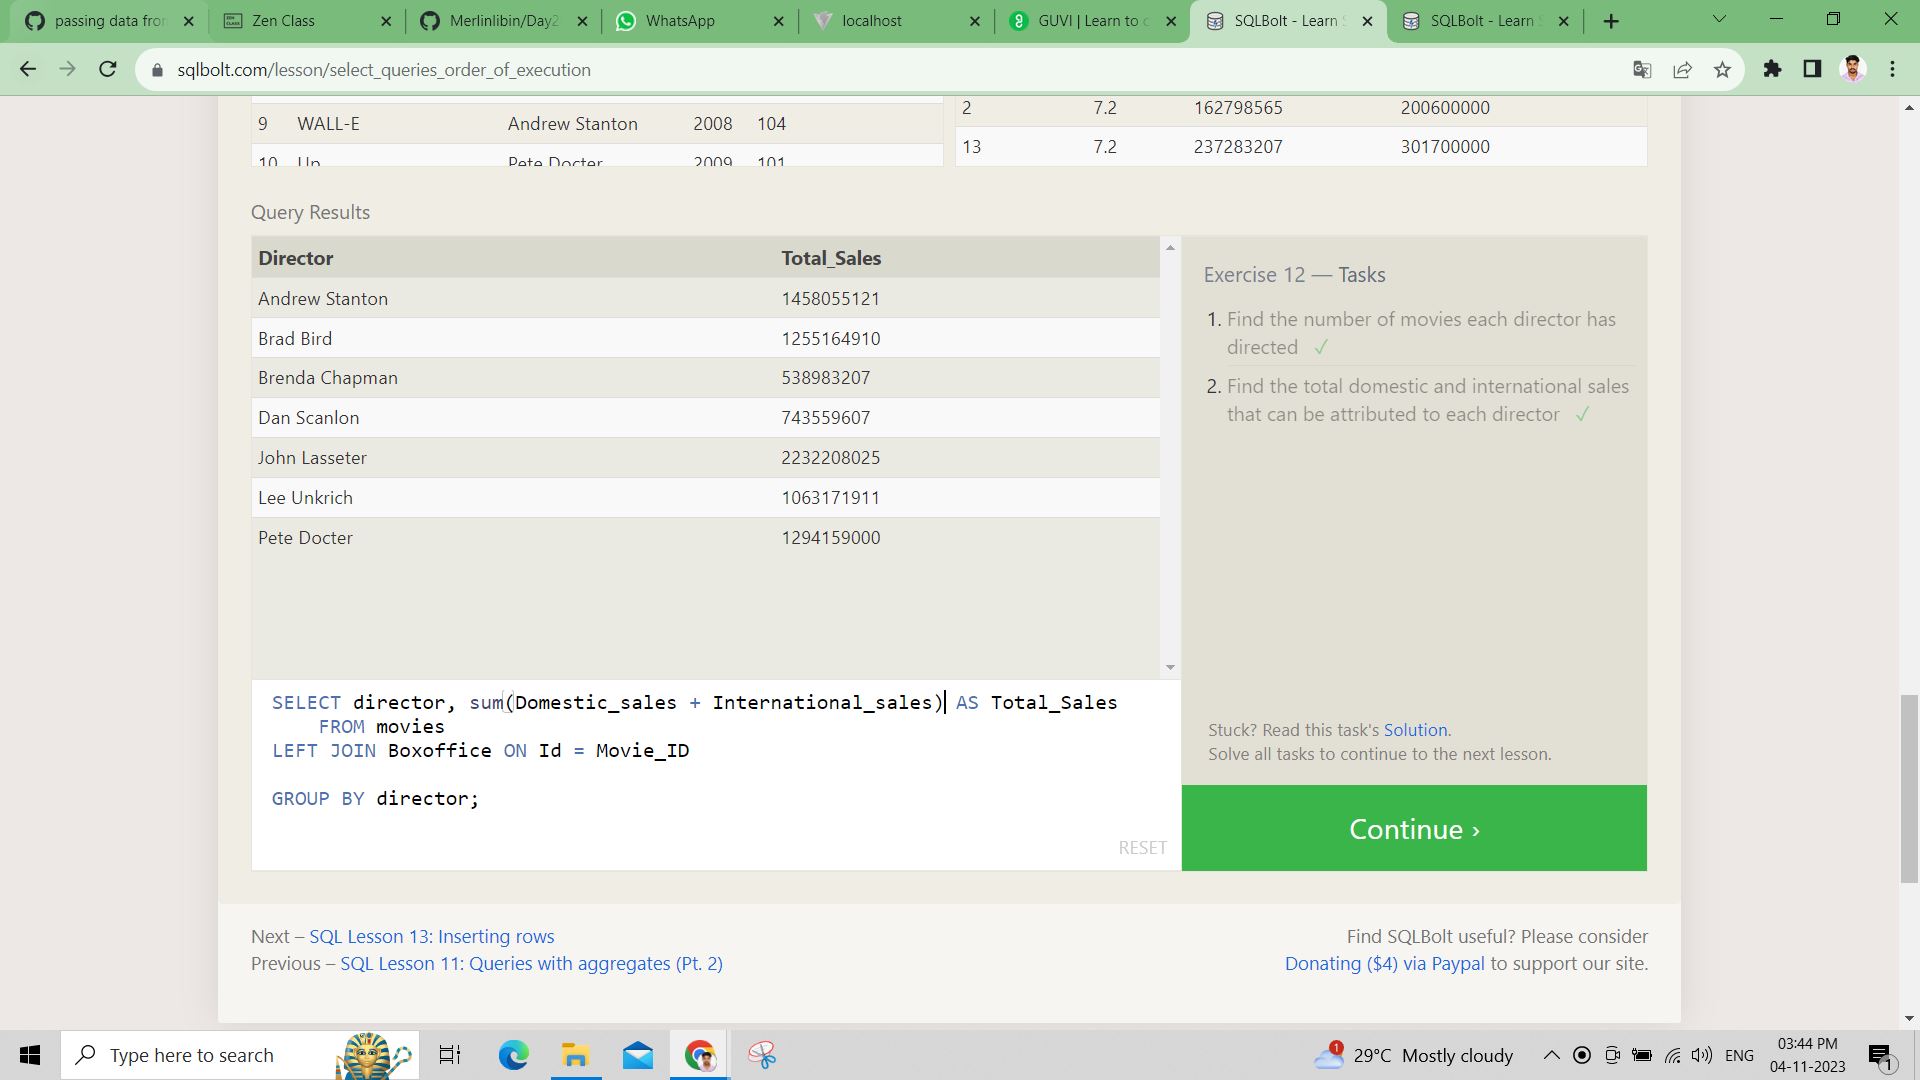 passing data fron
Zen Class
Merlinlibin/Day2
WhatsApp
localhost
GUVI | Learn to c
SQLBolt - Learn S
SQLBolt - Learn S
sqlbolt.com/lesson/select_queries_order_of_execution
9 WALL-E Andrew Stanton 2008 104
10 Up Pete Docter 2009 101
2 7.2 162798565 200600000
13 7.2 237283207 301700000
Query Results
Director Total_Sales
Andrew Stanton 1458055121
Brad Bird 1255164910
Brenda Chapman 538983207
Dan Scanlon 743559607
John Lasseter 2232208025
Lee Unkrich 1063171911
Pete Docter 1294159000
Exercise 12 — Tasks
1. Find the number of movies each director has
directed ✓
2. Find the total domestic and international sales
that can be attributed to each director ✓
SELECT director, sum(Domestic_sales + International_sales) AS Total_Sales
FROM movies
LEFT JOIN Boxoffice ON Id = Movie_ID
GROUP BY director;
RESET
Stuck? Read this task's Solution.
Solve all tasks to continue to the next lesson.
Continue ›
Next – SQL Lesson 13: Inserting rows
Previous – SQL Lesson 11: Queries with aggregates (Pt. 2)
Find SQLBolt useful? Please consider
Donating ($4) via Paypal to support our site.
Type here to search
1
29°C Mostly cloudy
ENG
03:44 PM
04-11-2023
1